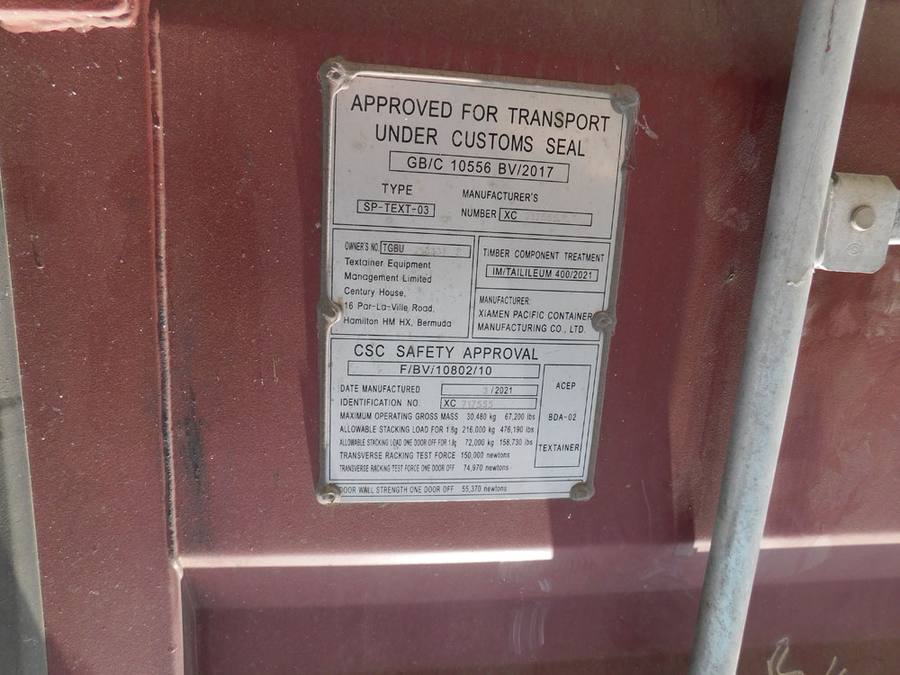 APPROVED FOR TRANSPORT
UNDER CUSTOMS SEAL
GB/C 10556 BV/2017
TYPE
SP-TEXT-03
MANUFACTURER'S
NUMBER XC
OWNER'S NO. TGBU
Textainer Equipment
Management Limited
Century House,
16 Par-La-Ville Road,
Hamilton HM HX, Bermuda
TIMBER COMPONENT TREATMENT
IM/TAILILEUM 400/2021
MANUFACTURER:
XIAMEN PACIFIC CONTAINER
MANUFACTURING CO., LTD.
CSC SAFETY APPROVAL
F/BV/10802/10
DATE MANUFACTURED 3/2021
IDENTIFICATION NO. XC
MAXIMUM OPERATING GROSS MASS 30,480 kg 67,200 lbs
ALLOWABLE STACKING LOAD FOR 1.8g 216,000 kg 476,190 lbs
ALLOWABLE STACKING LOAD ONE DOOR OFF FOR 1.8g 72,000 kg 158,730 lbs
TRANSVERSE RACKING TEST FORCE 150,000 newtons
TRANSVERSE RACKING TEST FORCE ONE DOOR OFF 74,970 newtons
DOOR WALL STRENGTH ONE DOOR OFF 55,370 newtons
ACEP
BDA-02
TEXTAINER